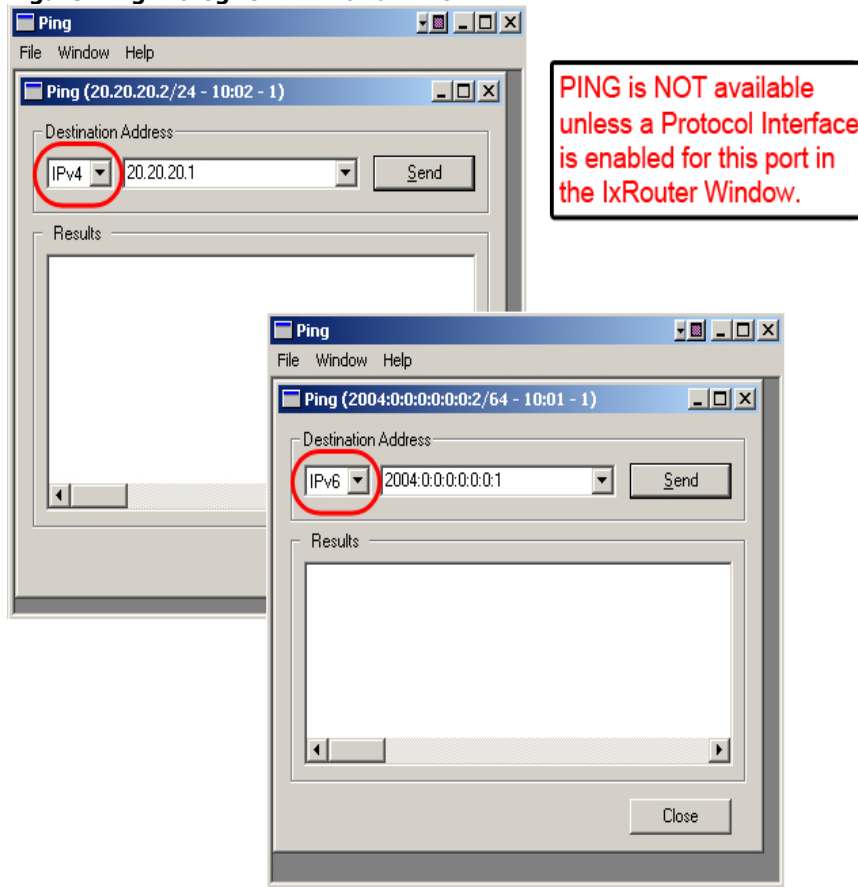 Ping
File Window Help
Ping (20.20.20.2/24 - 10:02 - 1)
Destination Address
IPv4 20.20.20.1 Send
Results
PING is NOT available
unless a Protocol Interface
is enabled for this port in
the IxRouter Window.
Ping
File Window Help
Ping (2004:0:0:0:0:0:0:2/64 - 10:01 - 1)
Destination Address
IPv6 2004:0:0:0:0:0:0:1 Send
Results
Close